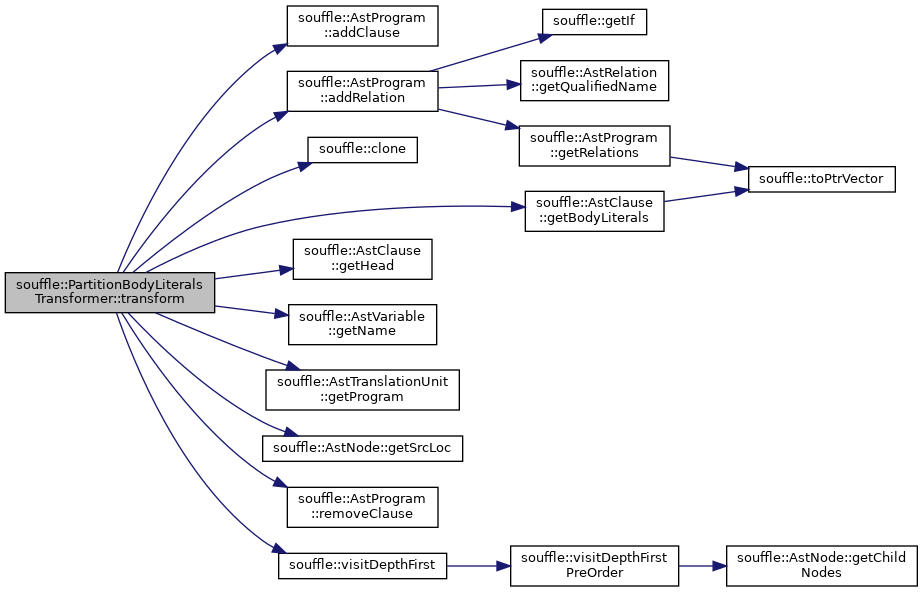 souffle::AstProgram
::addClause
souffle::getIf
souffle::AstRelation
::getQualifiedName
souffle::AstProgram
::addRelation
souffle::AstProgram
::getRelations
souffle::clone
souffle::toPtrVector
souffle::AstClause
::getBodyLiterals
souffle::AstClause
::getHead
souffle::PartitionBodyLiterals
Transformer::transform
souffle::AstVariable
::getName
souffle::AstTranslationUnit
::getProgram
souffle::AstNode::getSrcLoc
souffle::AstProgram
::removeClause
souffle::visitDepthFirst
souffle::visitDepthFirst
PreOrder
souffle::AstNode::getChild
Nodes